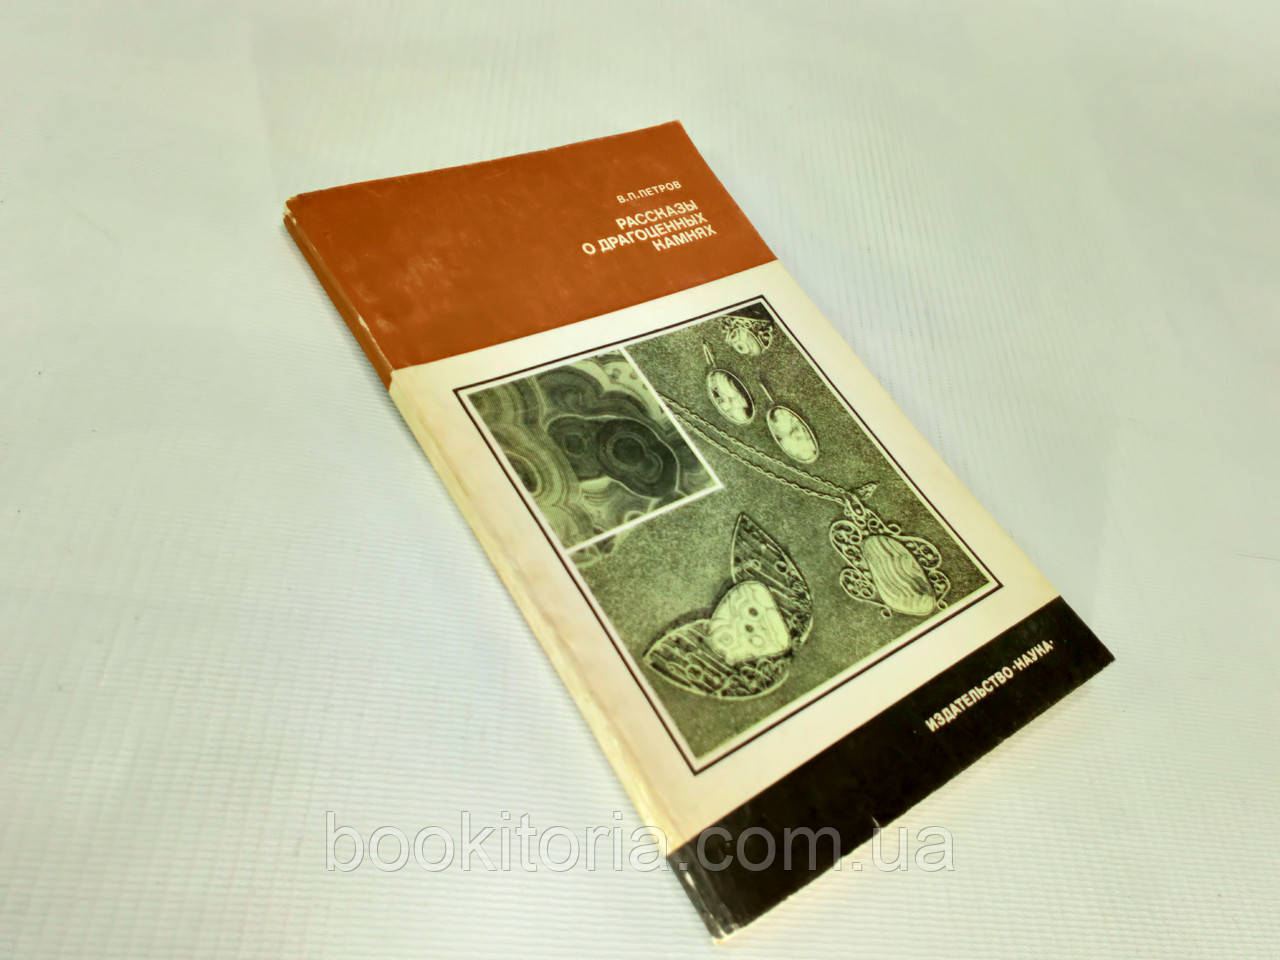 В.П.ПЕТРОВ
РАССКАЗЫ
О ДРАГОЦЕННЫХ
КАМНЯХ
ИЗДАТЕЛЬСТВО «НАУКА»
bookitoria.com.ua